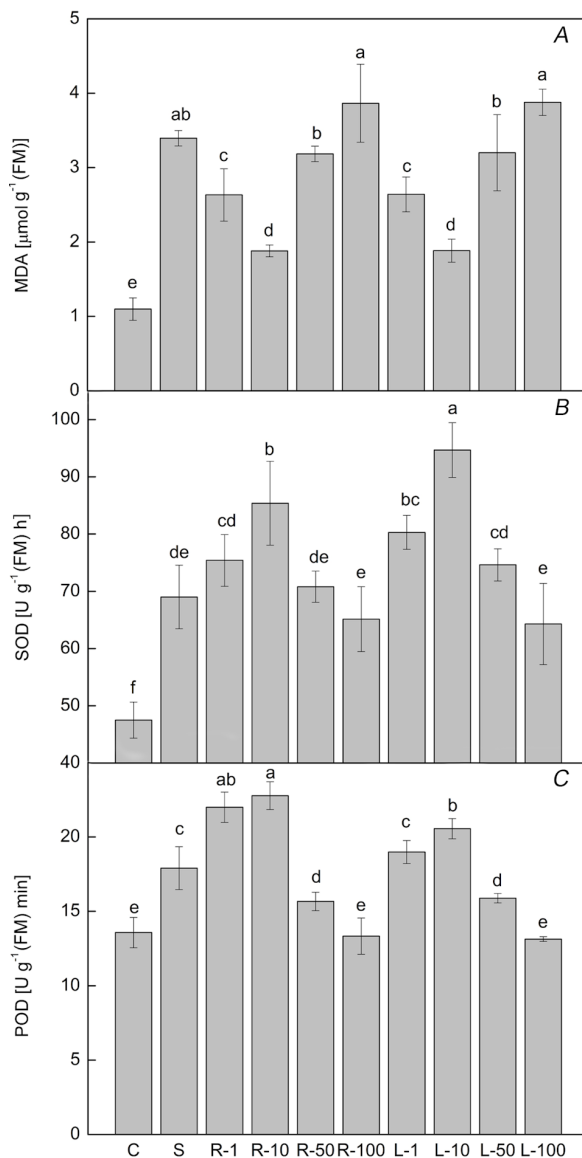 A
5
4
3
2
1
0
MDA [μmol g⁻¹(FM)]
e ab c d b a c d b a
B
100
90
80
70
60
50
40
SOD [U g⁻¹(FM) h]
f de cd b de e bc a cd e
C
20
15
10
5
0
POD [U g⁻¹(FM) min]
e c ab a d e c b d e
C S R-1 R-10 R-50 R-100 L-1 L-10 L-50 L-100